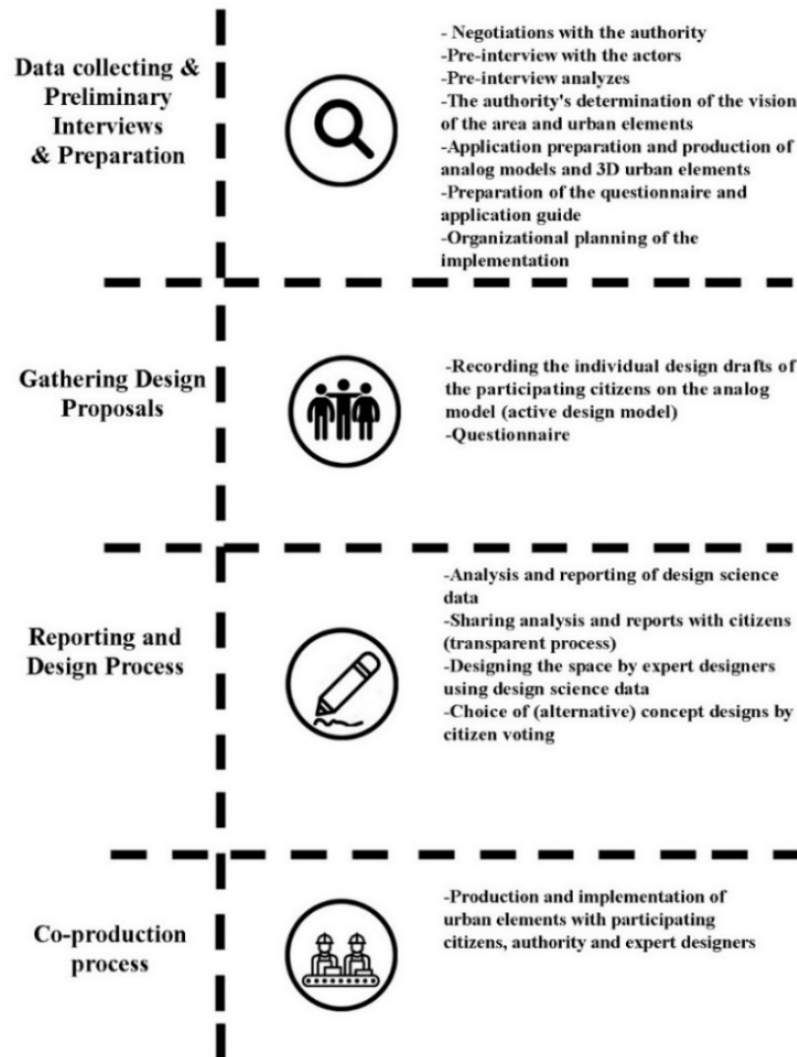 Data collecting &
Preliminary
Interviews
& Preparation
- Negotiations with the authority
-Pre-interview with the actors
-Pre-interview analyzes
-The authority's determination of the vision
of the area and urban elements
-Application preparation and production of
analog models and 3D urban elements
-Preparation of the questionnaire and
application guide
-Organizational planning of the
implementation
Gathering Design
Proposals
-Recording the individual design drafts of
the participating citizens on the analog
model (active design model)
-Questionnaire
Reporting and
Design Process
-Analysis and reporting of design science
data
-Sharing analysis and reports with citizens
(transparent process)
-Designing the space by expert designers
using design science data
-Choice of (alternative) concept designs by
citizen voting
Co-production
process
-Production and implementation of
urban elements with participating
citizens, authority and expert designers